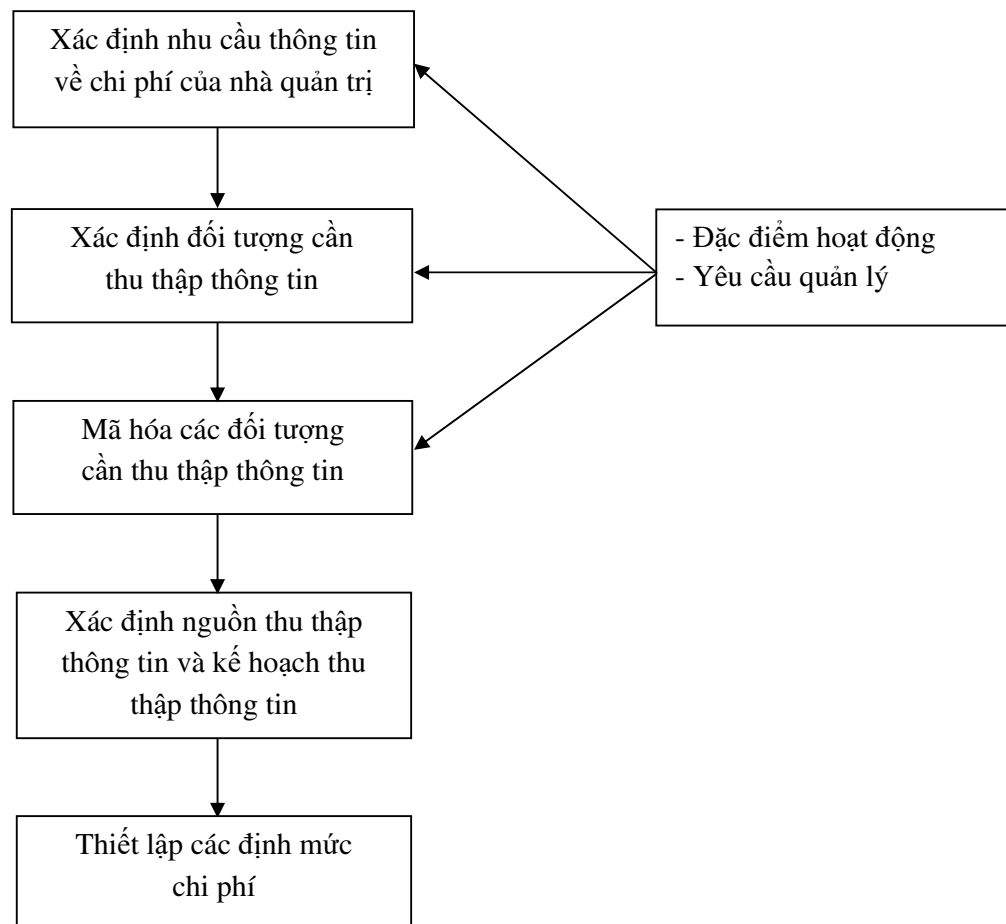 Xác định nhu cầu thông tin
về chi phí của nhà quản trị
Xác định đối tượng cần
thu thập thông tin
- Đặc điểm hoạt động
- Yêu cầu quản lý
Mã hóa các đối tượng
cần thu thập thông tin
Xác định nguồn thu thập
thông tin và kế hoạch thu
thập thông tin
Thiết lập các định mức
chi phí